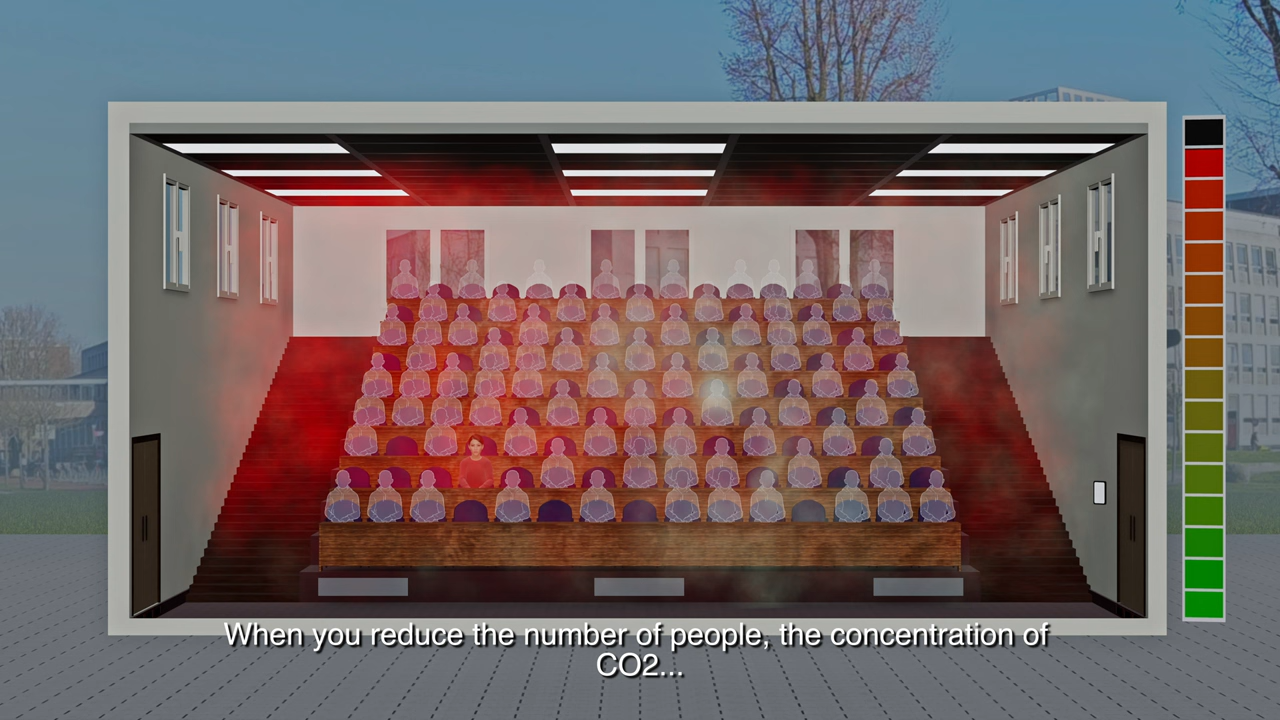 When you reduce the number of people, the concentration of
CO2...